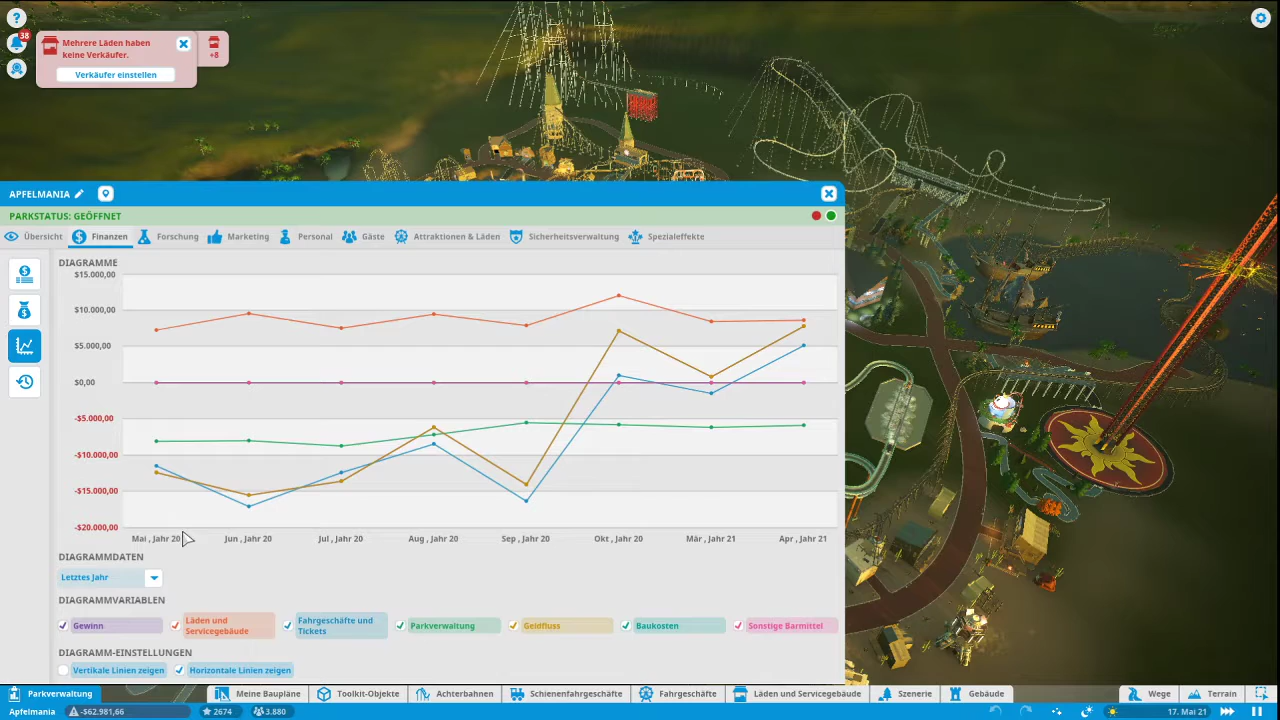 ?
38
Mehrere Läden haben
keine Verkäufer.
+8
Verkäufer einstellen
APFELMANIA
PARKSTATUS: GEÖFFNET
Übersicht Finanzen Forschung Marketing Personal Gäste Attraktionen & Läden Sicherheitsverwaltung Spezialeffekte
DIAGRAMME
$15.000,00
$10.000,00
$5.000,00
$0,00
-$5.000,00
-$10.000,00
-$15.000,00
-$20.000,00
Mai , Jahr 20 Jun , Jahr 20 Jul , Jahr 20 Aug , Jahr 20 Sep , Jahr 20 Okt , Jahr 20 Mär , Jahr 21 Apr , Jahr 21
DIAGRAMMDATEN
Letztes Jahr
DIAGRAMMVARIABLEN
Gewinn
Läden und
Servicegebäude
Fahrgeschäfte und
Tickets
Parkverwaltung
Geldfluss
Baukosten
Sonstige Barmittel
DIAGRAMM-EINSTELLUNGEN
Vertikale Linien zeigen Horizontale Linien zeigen
Parkverwaltung Meine Baupläne Toolkit-Objekte Achterbahnen Schienenfahrgeschäfte Fahrgeschäfte Läden und Servicegebäude Szenerie Gebäude Wege Terrain
Apfelmania -$62.981,66 2674 3.880 17. Mai 21